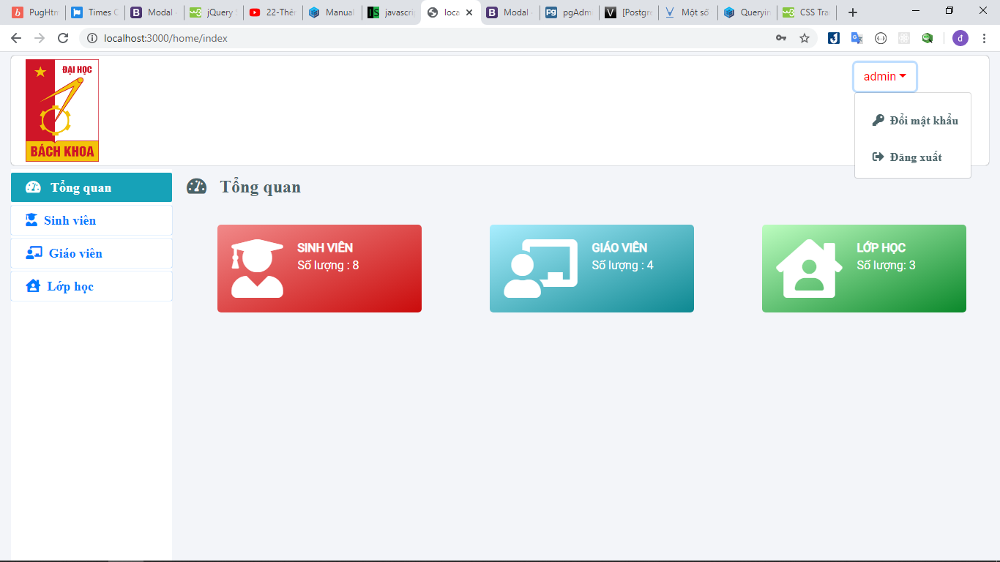 PugHtm
Times C
Modal
jQuery
22-Thê
Manual
javascrip
loca
Modal
pgAdm
[Postgre
Một số
Queryin
CSS Tra
localhost:3000/home/index
đ
ĐẠI HỌC
BÁCH KHOA
admin
Đổi mật khẩu
Đăng xuất
Tổng quan
Sinh viên
Giáo viên
Lớp học
Tổng quan
SINH VIÊN
Số lượng : 8
GIÁO VIÊN
Số lượng : 4
LỚP HỌC
Số lượng: 3